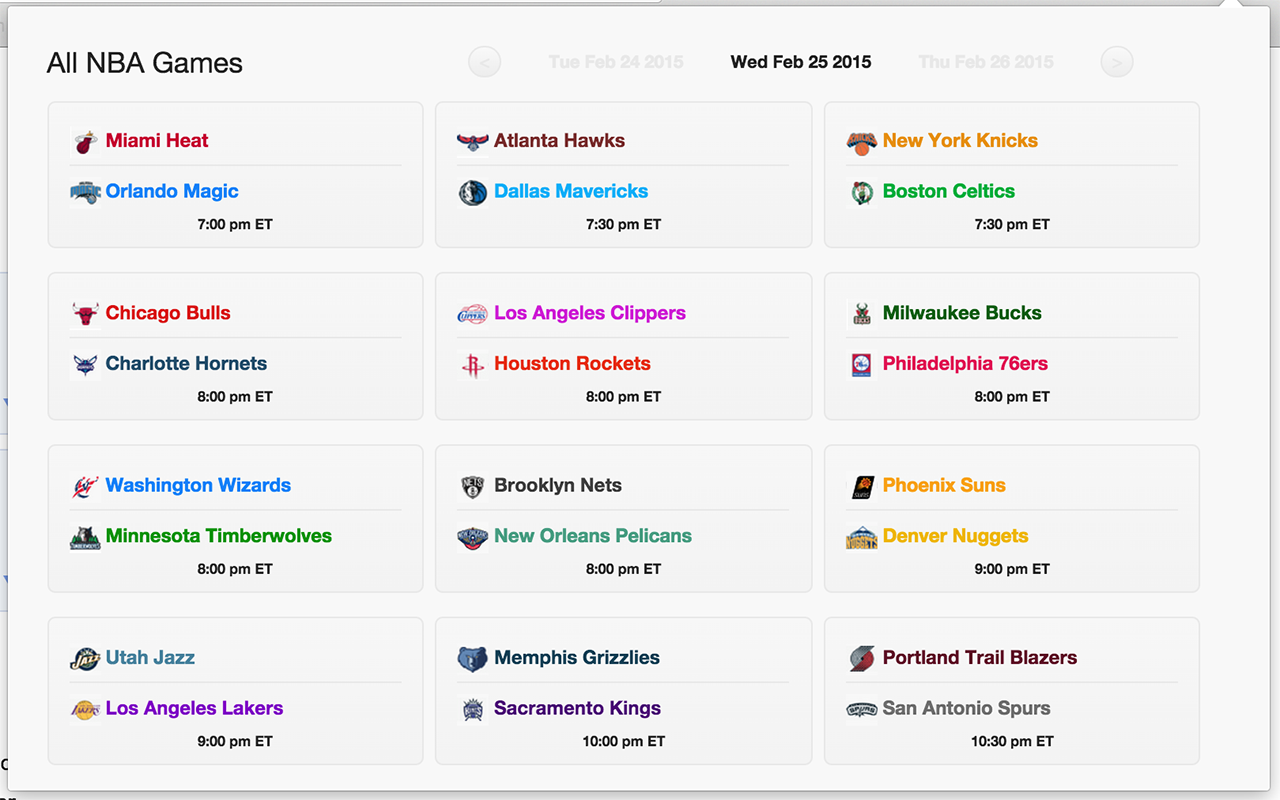 All NBA Games
< Tue Feb 24 2015 Wed Feb 25 2015 Thu Feb 26 2015 >
Miami Heat
Orlando Magic
7:00 pm ET
Atlanta Hawks
Dallas Mavericks
7:30 pm ET
New York Knicks
Boston Celtics
7:30 pm ET
Chicago Bulls
Charlotte Hornets
8:00 pm ET
Los Angeles Clippers
Houston Rockets
8:00 pm ET
Milwaukee Bucks
Philadelphia 76ers
8:00 pm ET
Washington Wizards
Minnesota Timberwolves
8:00 pm ET
Brooklyn Nets
New Orleans Pelicans
8:00 pm ET
Phoenix Suns
Denver Nuggets
9:00 pm ET
Utah Jazz
Los Angeles Lakers
9:00 pm ET
Memphis Grizzlies
Sacramento Kings
10:00 pm ET
Portland Trail Blazers
San Antonio Spurs
10:30 pm ET